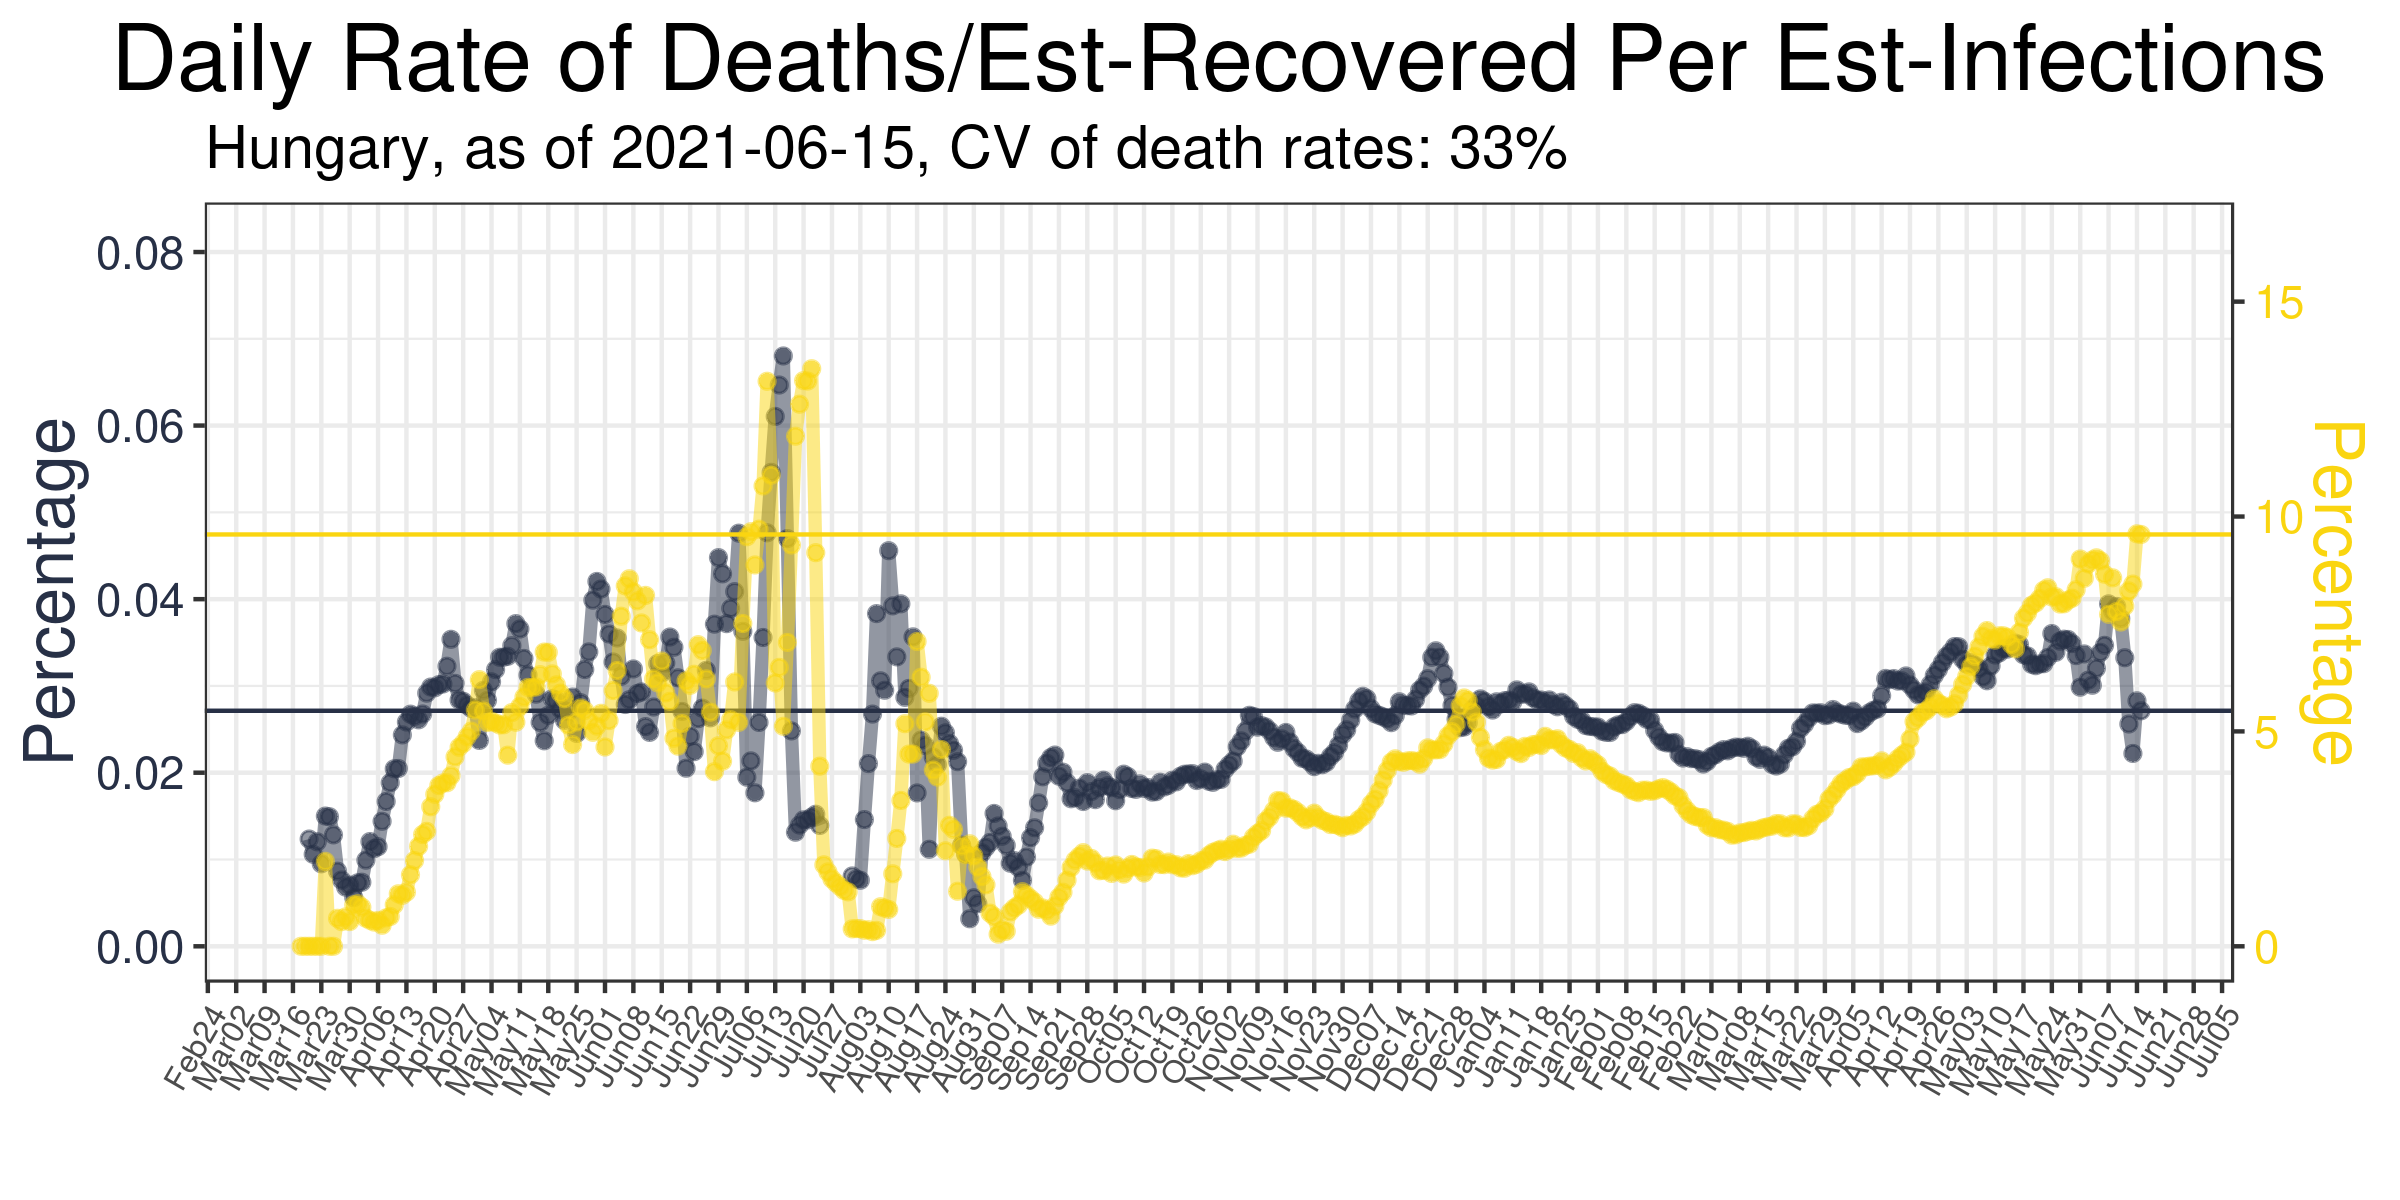 Daily Rate of Deaths/Est-Recovered Per Est-Infections
Hungary, as of 2021-06-15, CV of death rates: 33%
Percentage
0.08
0.06
0.04
0.02
0.00
15
10
5
0
Percentage
Feb24
Mar02
Mar09
Mar16
Mar23
Mar30
Apr06
Apr13
Apr20
Apr27
May04
May11
May18
May25
Jun01
Jun08
Jun15
Jun22
Jun29
Jul06
Jul13
Jul20
Jul27
Aug03
Aug10
Aug17
Aug24
Aug31
Sep07
Sep14
Sep21
Sep28
Oct05
Oct12
Oct19
Oct26
Nov02
Nov09
Nov16
Nov23
Nov30
Dec07
Dec14
Dec21
Dec28
Jan04
Jan11
Jan18
Jan25
Feb01
Feb08
Feb15
Feb22
Mar01
Mar08
Mar15
Mar22
Mar29
Apr05
Apr12
Apr19
Apr26
May03
May10
May17
May24
May31
Jun07
Jun14
Jun21
Jun28
Jul05